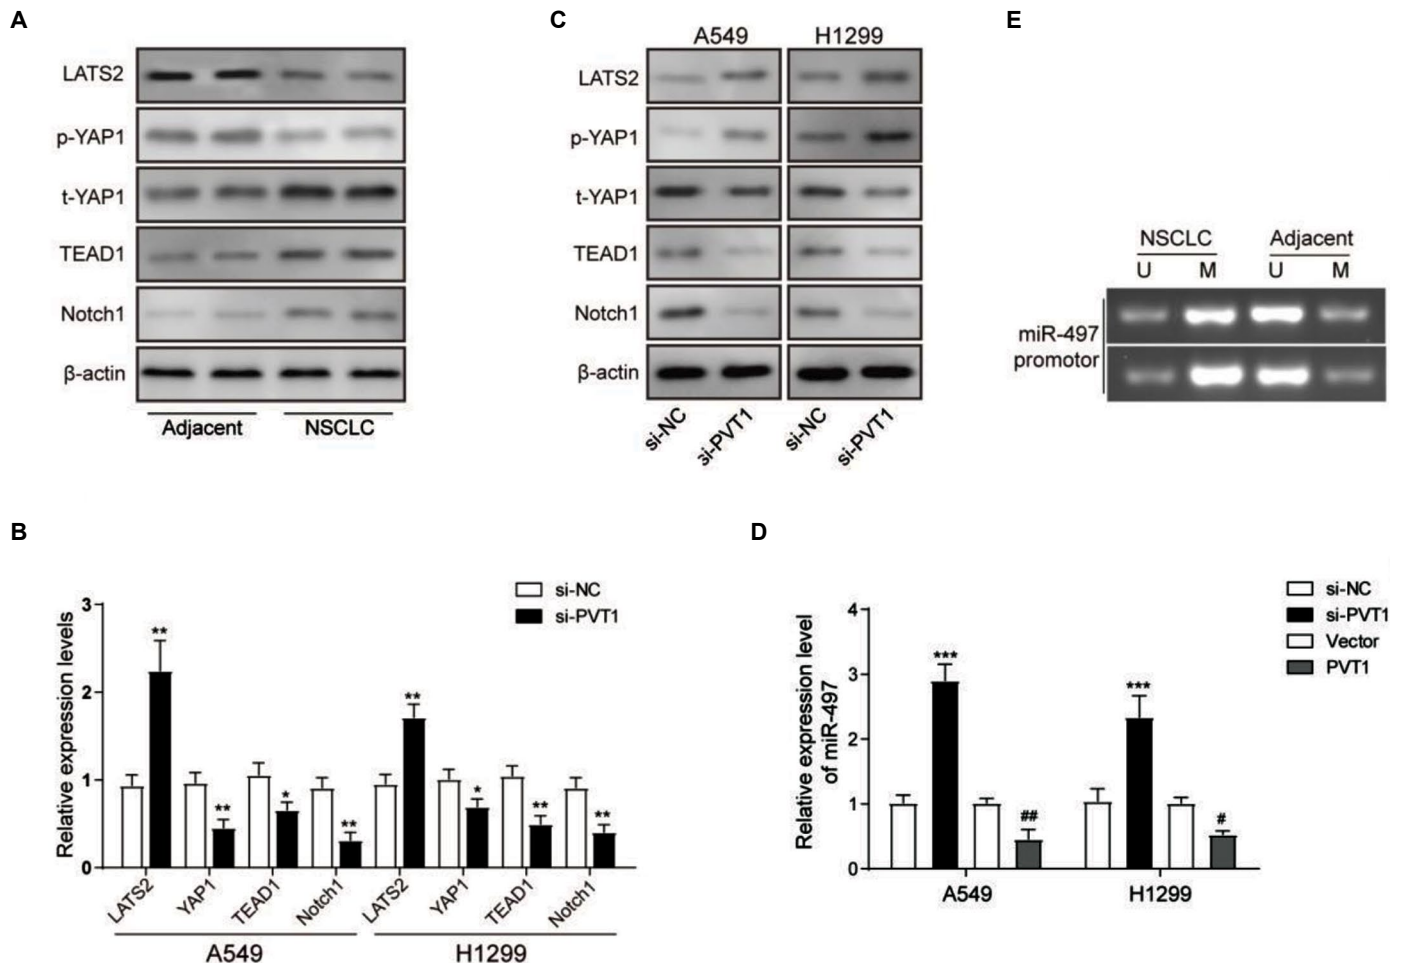 A
LATS2
p-YAP1
t-YAP1
TEAD1
Notch1
β-actin
Adjacent NSCLC
C
A549 H1299
LATS2
p-YAP1
t-YAP1
TEAD1
Notch1
β-actin
si-NC 3i-PVT1 si-NC si-PVT1
E
NSCLC Adjacent
U M U M
miR-497
promotor
B
si-NC
si-PVT1
Relative expression levels
3
2
1
0
** ** * ** ** * ** **
LATS2 YAP1 TEAD1 Notch1 LATS2 YAP1 TEAD1 Notch1
A549 H1299
D
si-NC
si-PVT1
Vector
PVT1
Relative expression level
of miR-497
4
3
2
1
0
*** ## *** #
A549 H1299